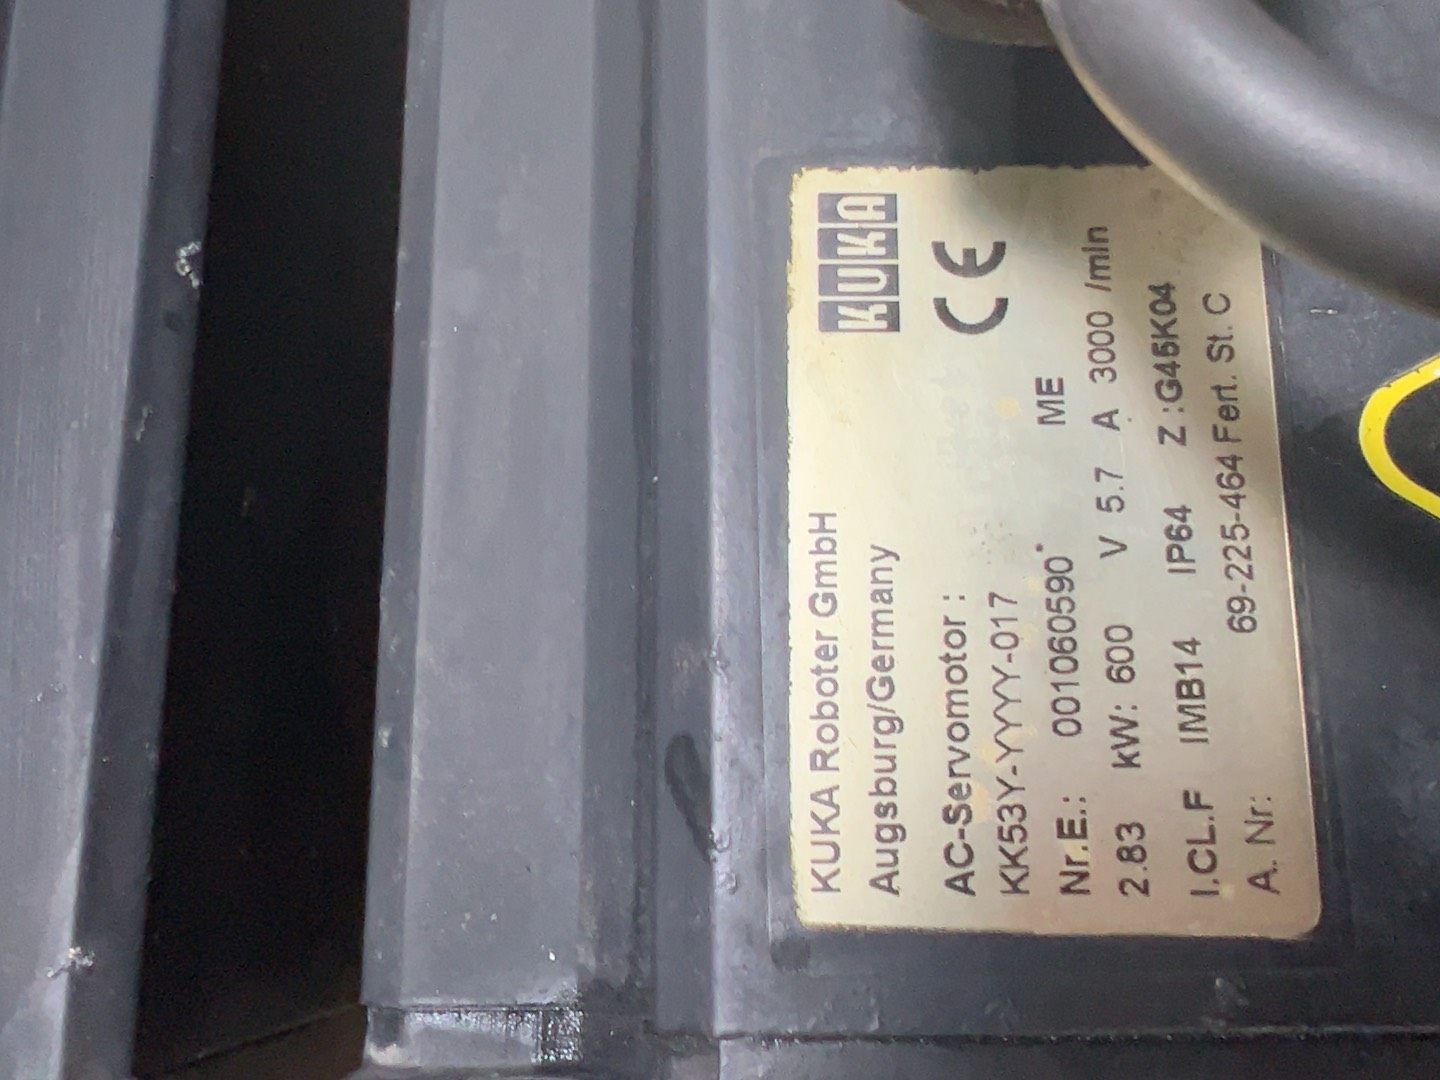 KUKA Roboter GmbH KUKA
Augsburg/Germany
AC-Servomotor : CE
KK53Y-YYYY-017
Nr.E.: 001060590* ME
2.83 kW: 600 V 5.7 A 3000 /min
I.CL.F IMB14 IP64 Z :G45K04
A. Nr: 69-225-464 Fert. St. C